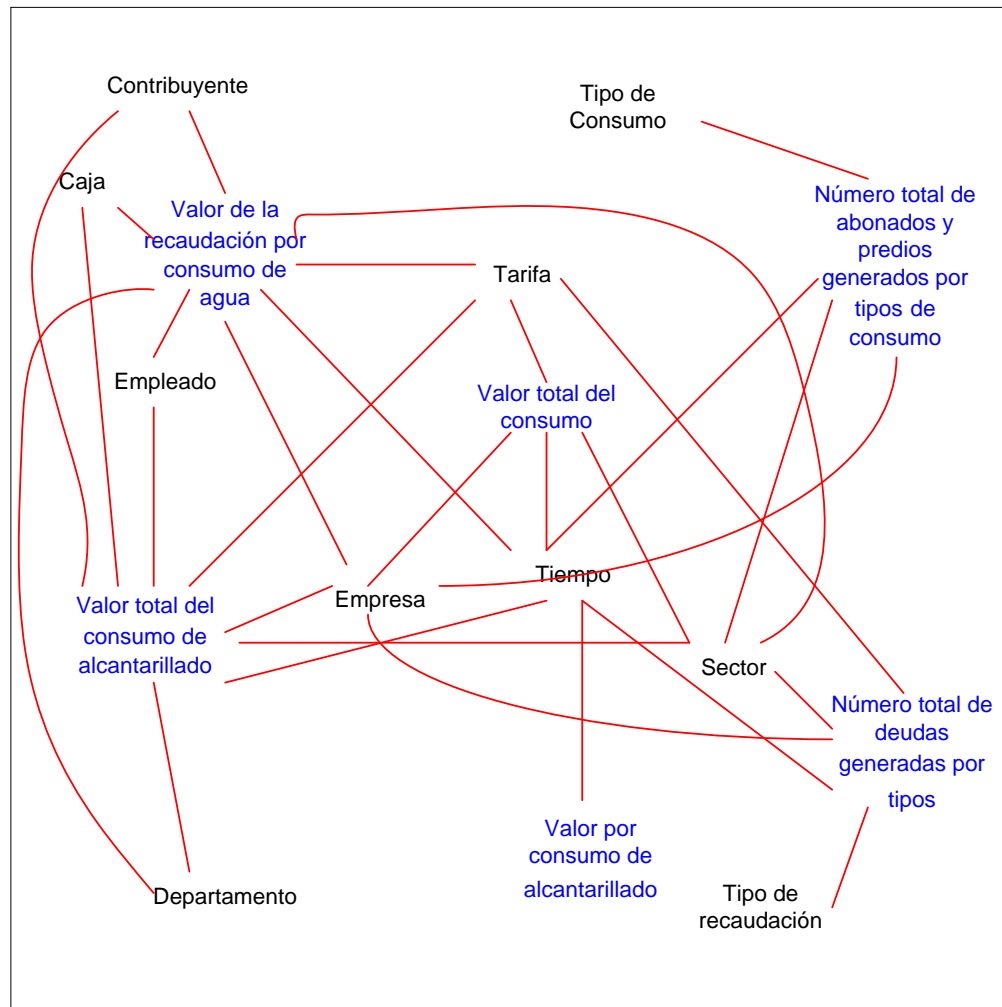 Contribuyente
Tipo de
Consumo
Caja
Valor de la
recaudación por
consumo de
agua
Número total de
abonados y
predios
generados por
tipos de
consumo
Tarifa
Empleado
Valor total del
consumo
Tiempo
Empresa
Valor total del
consumo de
alcantarillado
Sector
Número total de
deudas
generadas por
tipos
Valor por
consumo de
alcantarillado
Departamento
Tipo de
recaudación